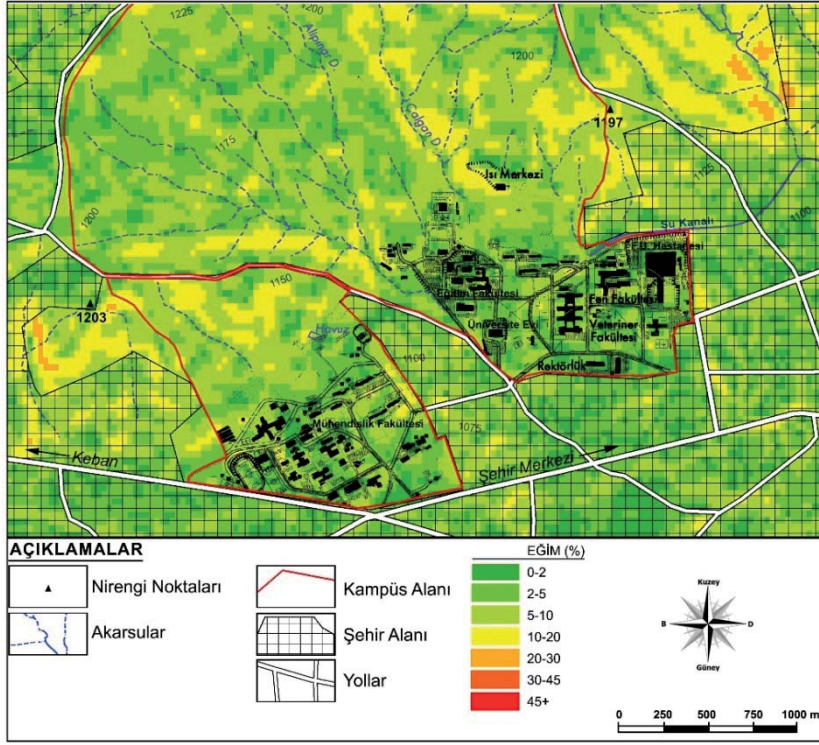 1225
1200
Alipınar D.
Calgan D.
1200
1197
1175
Isı Merkezi
1125
1200
Su Kanalı
1100
F.Ü. Hastanesi
1150
Eğitim Fakültesi
Fen Fakültesi
1203
Havuz
Üniversite Evi
Veteriner
Fakültesi
1100
Rektörlük
Mühendislik Fakültesi
1075
Keban
Şehir Merkezi
AÇIKLAMALAR
Nirengi Noktaları
Akarsular
Kampüs Alanı
Şehir Alanı
Yollar
EĞİM (%)
0-2
2-5
5-10
10-20
20-30
30-45
45+
Kuzey
B
D
Güney
0 250 500 750 1000 m